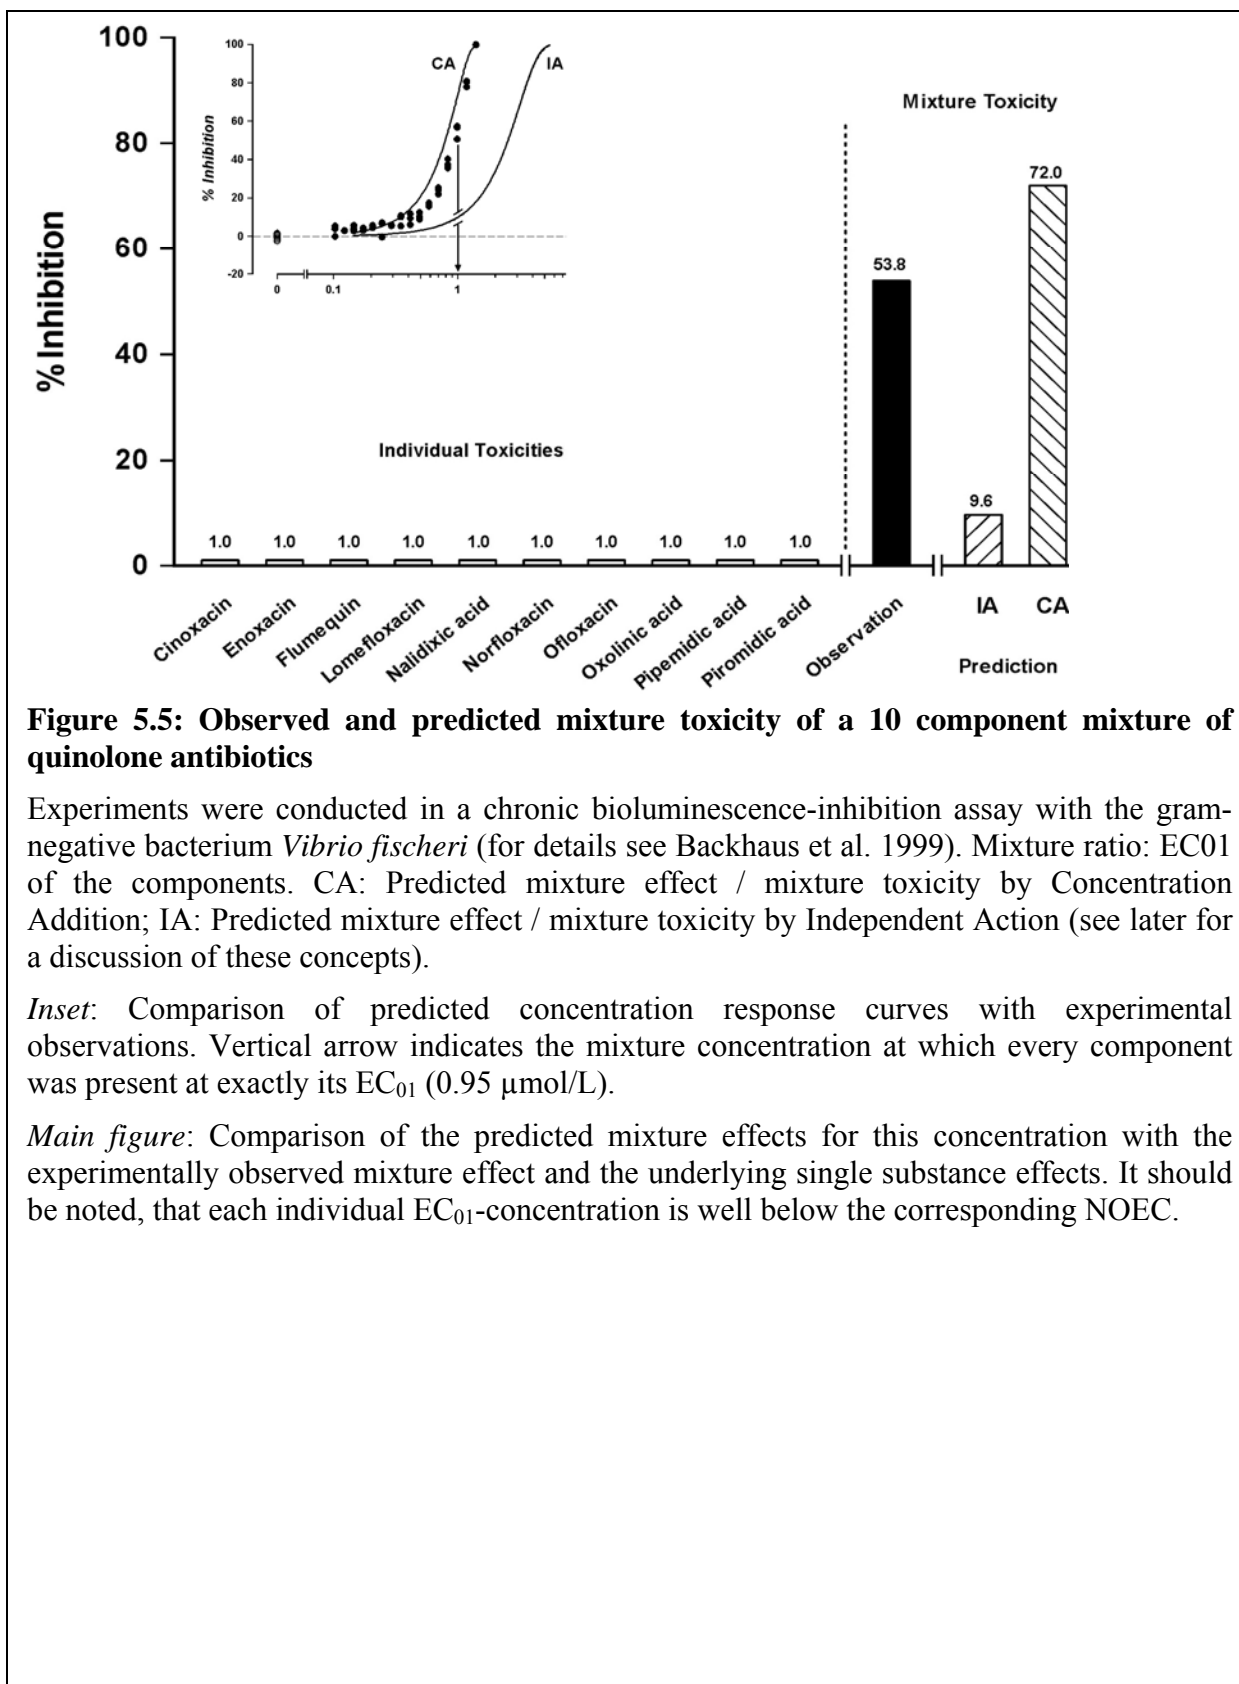 100
80
60
40
20
0
% Inhibition
100
80
60
40
20
0
-20
% Inhibition
CA
IA
0
0.1
1
Mixture Toxicity
72.0
53.8
9.6
Individual Toxicities
1.0
1.0
1.0
1.0
1.0
1.0
1.0
1.0
1.0
1.0
Cinoxacin
Enoxacin
Flumequin
Lomefloxacin
Nalidixic acid
Norfloxacin
Ofloxacin
Oxolinic acid
Pipemidic acid
Piromidic acid
Observation
IA
CA
Prediction
Figure 5.5: Observed and predicted mixture toxicity of a 10 component mixture of
quinolone antibiotics
Experiments were conducted in a chronic bioluminescence-inhibition assay with the gram-
negative bacterium Vibrio fischeri (for details see Backhaus et al. 1999). Mixture ratio: EC01
of the components. CA: Predicted mixture effect / mixture toxicity by Concentration
Addition; IA: Predicted mixture effect / mixture toxicity by Independent Action (see later for
a discussion of these concepts).
Inset: Comparison of predicted concentration response curves with experimental
observations. Vertical arrow indicates the mixture concentration at which every component
was present at exactly its EC01 (0.95 µmol/L).
Main figure: Comparison of the predicted mixture effects for this concentration with the
experimentally observed mixture effect and the underlying single substance effects. It should
be noted, that each individual EC01-concentration is well below the corresponding NOEC.